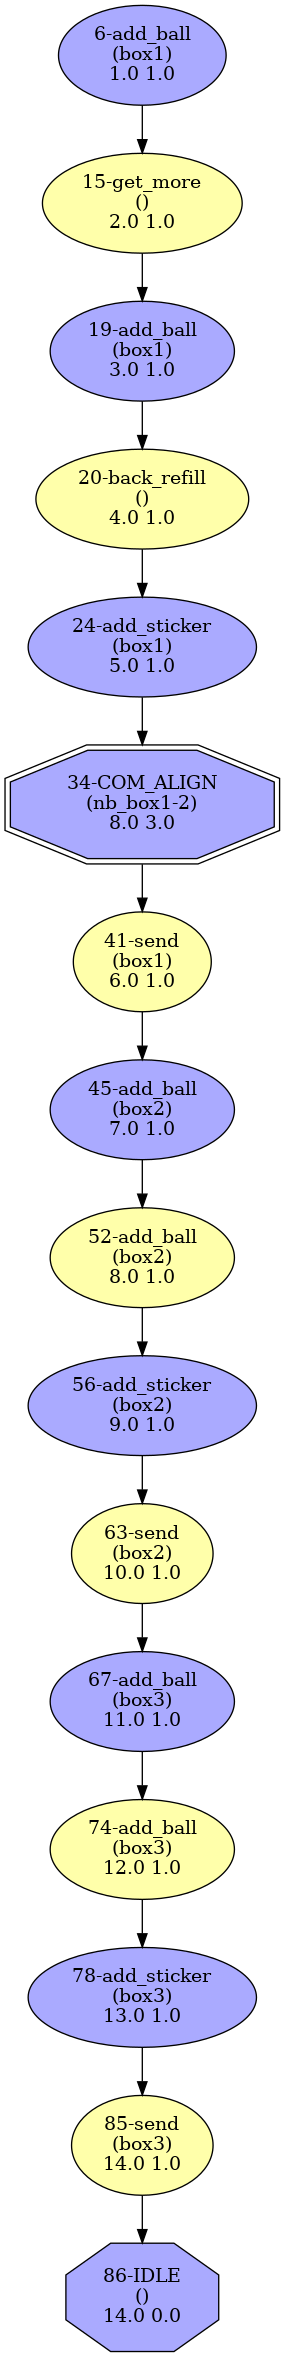 6-add_ball
(box1)
1.0 1.0
15-get_more
()
2.0 1.0
19-add_ball
(box1)
3.0 1.0
20-back_refill
()
4.0 1.0
24-add_sticker
(box1)
5.0 1.0
34-COM_ALIGN
(nb_box1-2)
8.0 3.0
41-send
(box1)
6.0 1.0
45-add_ball
(box2)
7.0 1.0
52-add_ball
(box2)
8.0 1.0
56-add_sticker
(box2)
9.0 1.0
63-send
(box2)
10.0 1.0
67-add_ball
(box3)
11.0 1.0
74-add_ball
(box3)
12.0 1.0
78-add_sticker
(box3)
13.0 1.0
85-send
(box3)
14.0 1.0
86-IDLE
()
14.0 0.0